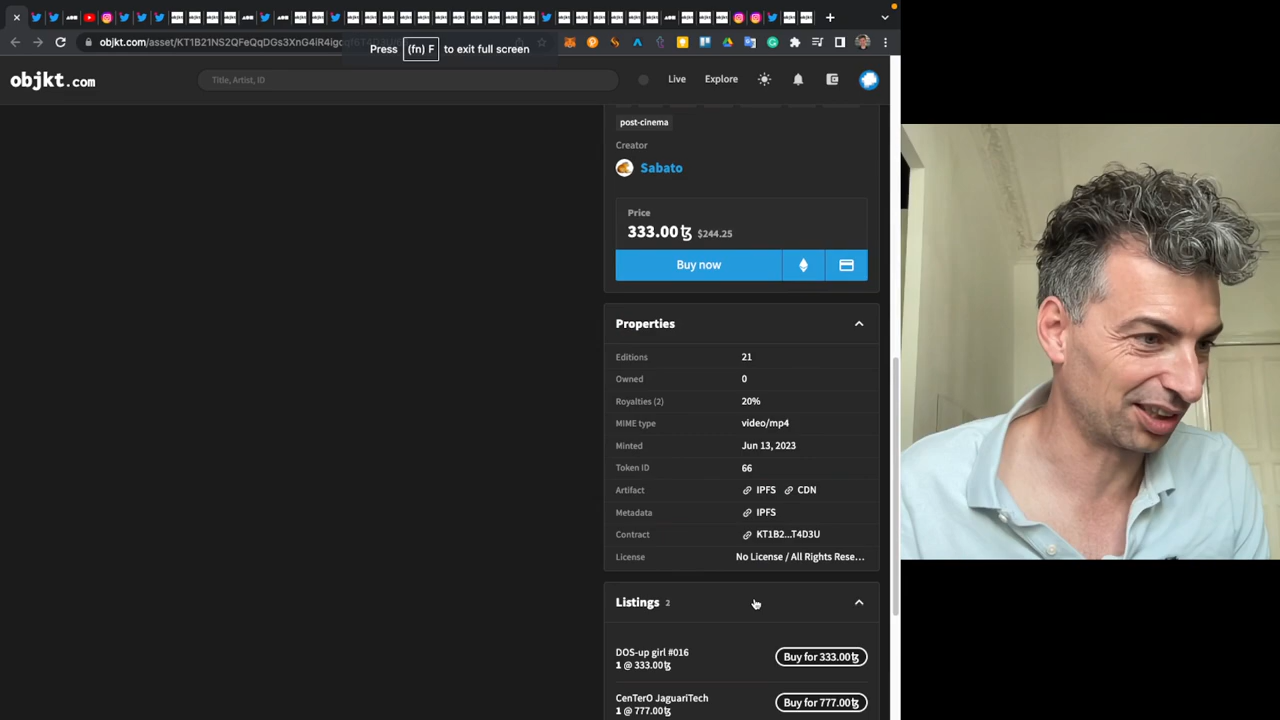 objkt.com/asset/KT1B21NS2QFeQqDGs3XnG4iR4igc
Press (fn) F to exit full screen
objkt.com
Title, Artist, ID
Live
Explore
post-cinema
Creator
Sabato
Price
333.00ꜩ $244.25
Buy now
Properties
Editions 21
Owned 0
Royalties (2) 20%
MIME type video/mp4
Minted Jun 13, 2023
Token ID 66
Artifact IPFS CDN
Metadata IPFS
Contract KT1B2...T4D3U
License No License / All Rights Rese...
Listings 2
DOS-up girl #016
1 @ 333.00ꜩ
Buy for 333.00ꜩ
CenTerO JaguariTech
1 @ 777.00ꜩ
Buy for 777.00ꜩ